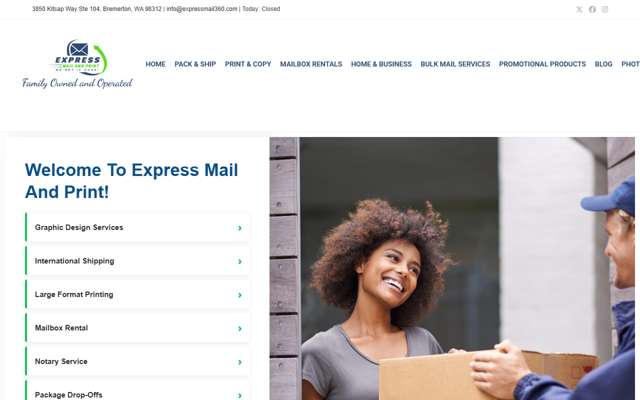 3850 Kitsap Way Ste 104, Bremerton, WA 98312 | info@expressmail360.com | Today: Closed
EXPRESS
MAIL AND PRINT
Family Owned and Operated
HOME PACK & SHIP PRINT & COPY MAILBOX RENTALS HOME & BUSINESS BULK MAIL SERVICES PROMOTIONAL PRODUCTS BLOG PHOT
Welcome To Express Mail
And Print!
Graphic Design Services
International Shipping
Large Format Printing
Mailbox Rental
Notary Service
Package Drop-Offs